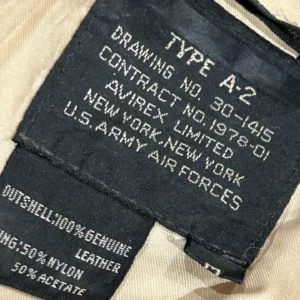 TYPE A-2
DRAWING NO. 30-1415
CONTRACT NO.1978-01
AVIREX LIMITED
NEW YORK, NEW YORK
U.S. ARMY AIR FORCES
OUTSHELL:100% GENUINE
LEATHER
:50% NYLON
50% ACETATE